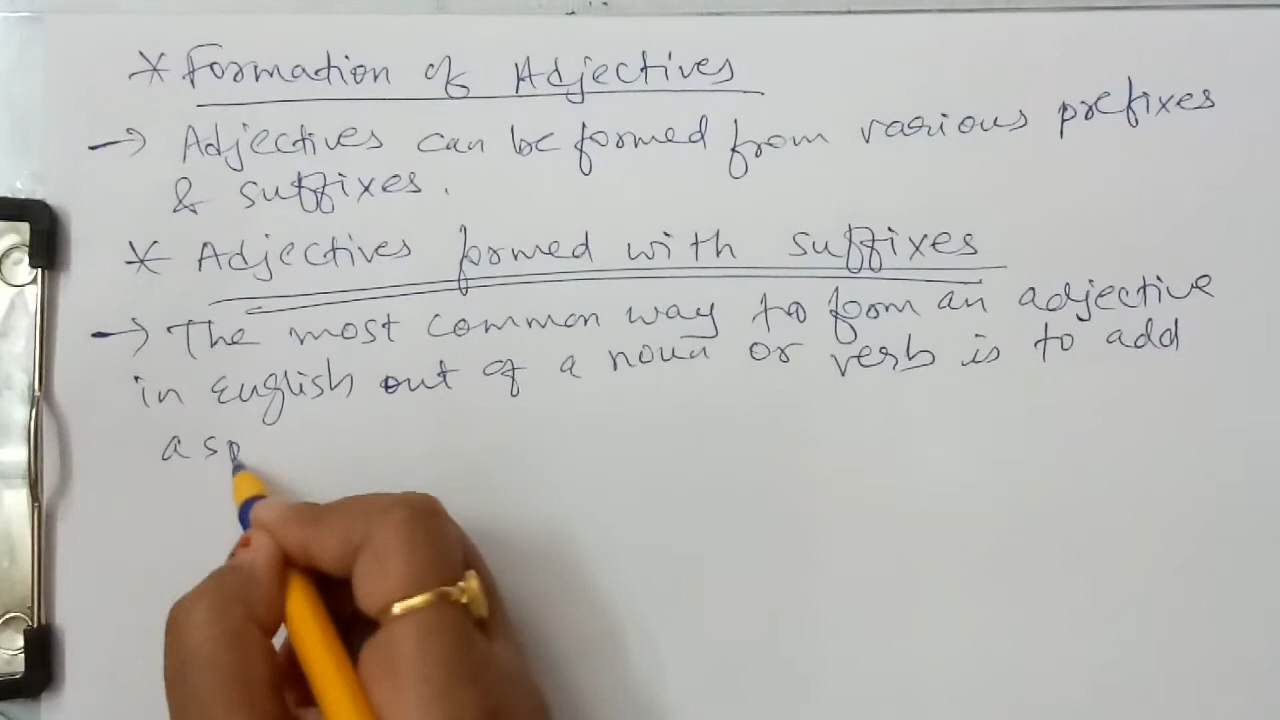 * Formation of Adjectives
→ Adjectives can be formed from various prefixes
& suffixes.
* Adjectives formed with suffixes
→ The most common way to form an adjective
in English out of a noun or verb is to add
a sp